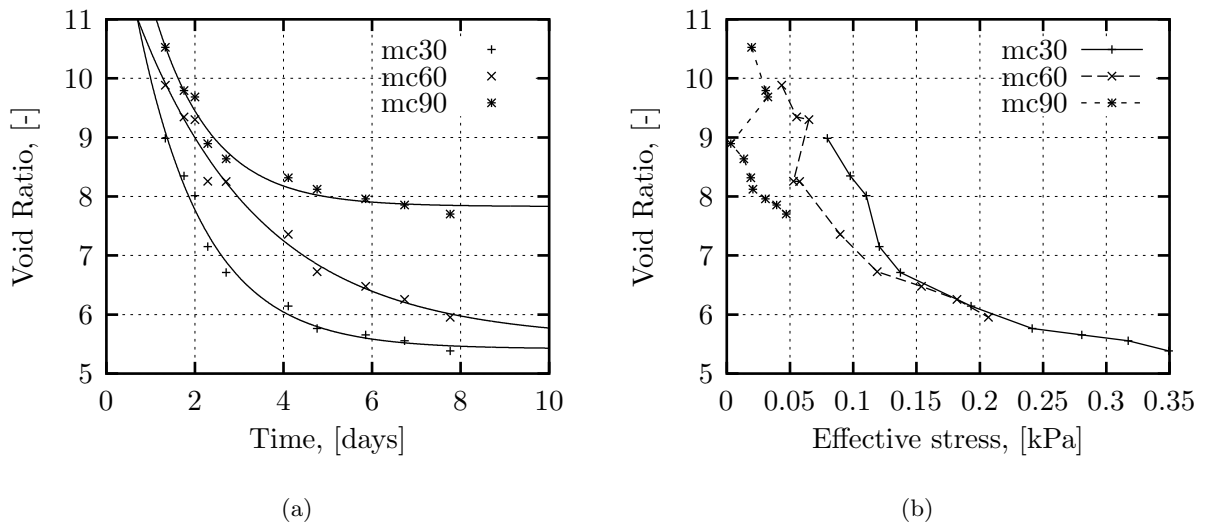 11
10
9
8
7
6
5
Void Ratio, [-]
mc30
mc60
mc90
0
2
4
6
8
10
Time, [days]
(a)
11
10
9
8
7
6
5
Void Ratio, [-]
mc30
mc60
mc90
0
0.05
0.1
0.15
0.2
0.25
0.3
0.35
Effective stress, [kPa]
(b)